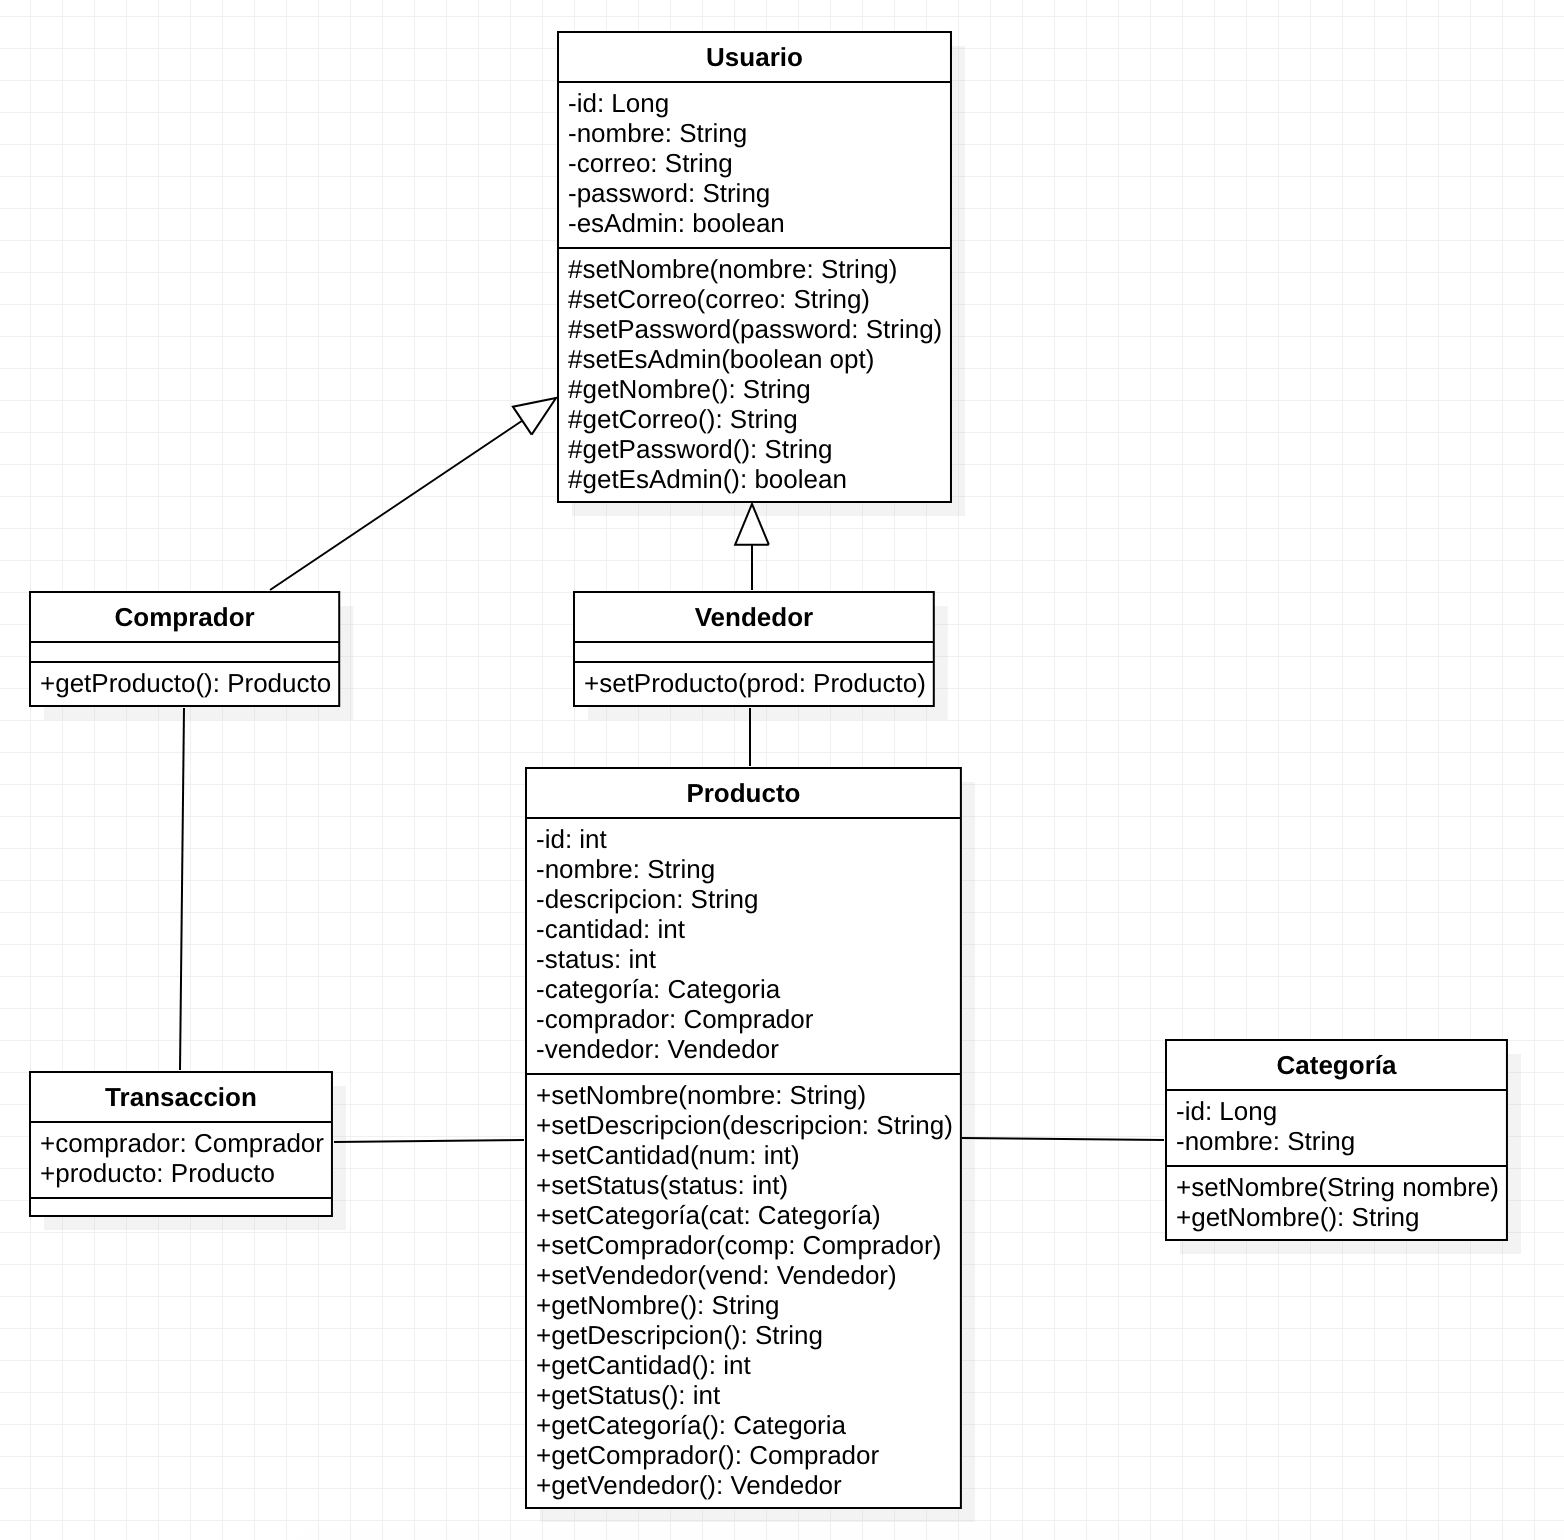 Usuario
-id: Long
-nombre: String
-correo: String
-password: String
-esAdmin: boolean
#setNombre(nombre: String)
#setCorreo(correo: String)
#setPassword(password: String)
#setEsAdmin(boolean opt)
#getNombre(): String
#getCorreo(): String
#getPassword(): String
#getEsAdmin(): boolean
Comprador
+getProducto(): Producto
Vendedor
+setProducto(prod: Producto)
Producto
-id: int
-nombre: String
-descripcion: String
-cantidad: int
-status: int
-categoría: Categoria
-comprador: Comprador
-vendedor: Vendedor
+setNombre(nombre: String)
+setDescripcion(descripcion: String)
+setCantidad(num: int)
+setStatus(status: int)
+setCategoría(cat: Categoría)
+setComprador(comp: Comprador)
+setVendedor(vend: Vendedor)
+getNombre(): String
+getDescripcion(): String
+getCantidad(): int
+getStatus(): int
+getCategoría(): Categoria
+getComprador(): Comprador
+getVendedor(): Vendedor
Transaccion
+comprador: Comprador
+producto: Producto
Categoría
-id: Long
-nombre: String
+setNombre(String nombre)
+getNombre(): String